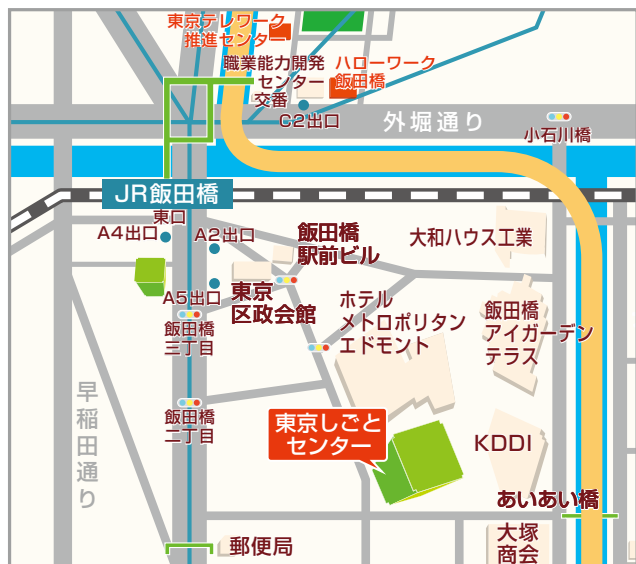 東京テレワーク
推進センター
職業能力開発
センター
ハローワーク
飯田橋
交番
C2出口
外堀通り
小石川橋
JR飯田橋
東口
A4出口
A2出口
飯田橋
駅前ビル
大和ハウス工業
A5出口
東京
区政会館
ホテル
メトロポリタン
エドモント
飯田橋
アイガーデン
テラス
飯田橋
三丁目
早稲田通り
飯田橋
二丁目
東京しごと
センター
KDDI
あいあい橋
郵便局
大塚
商会